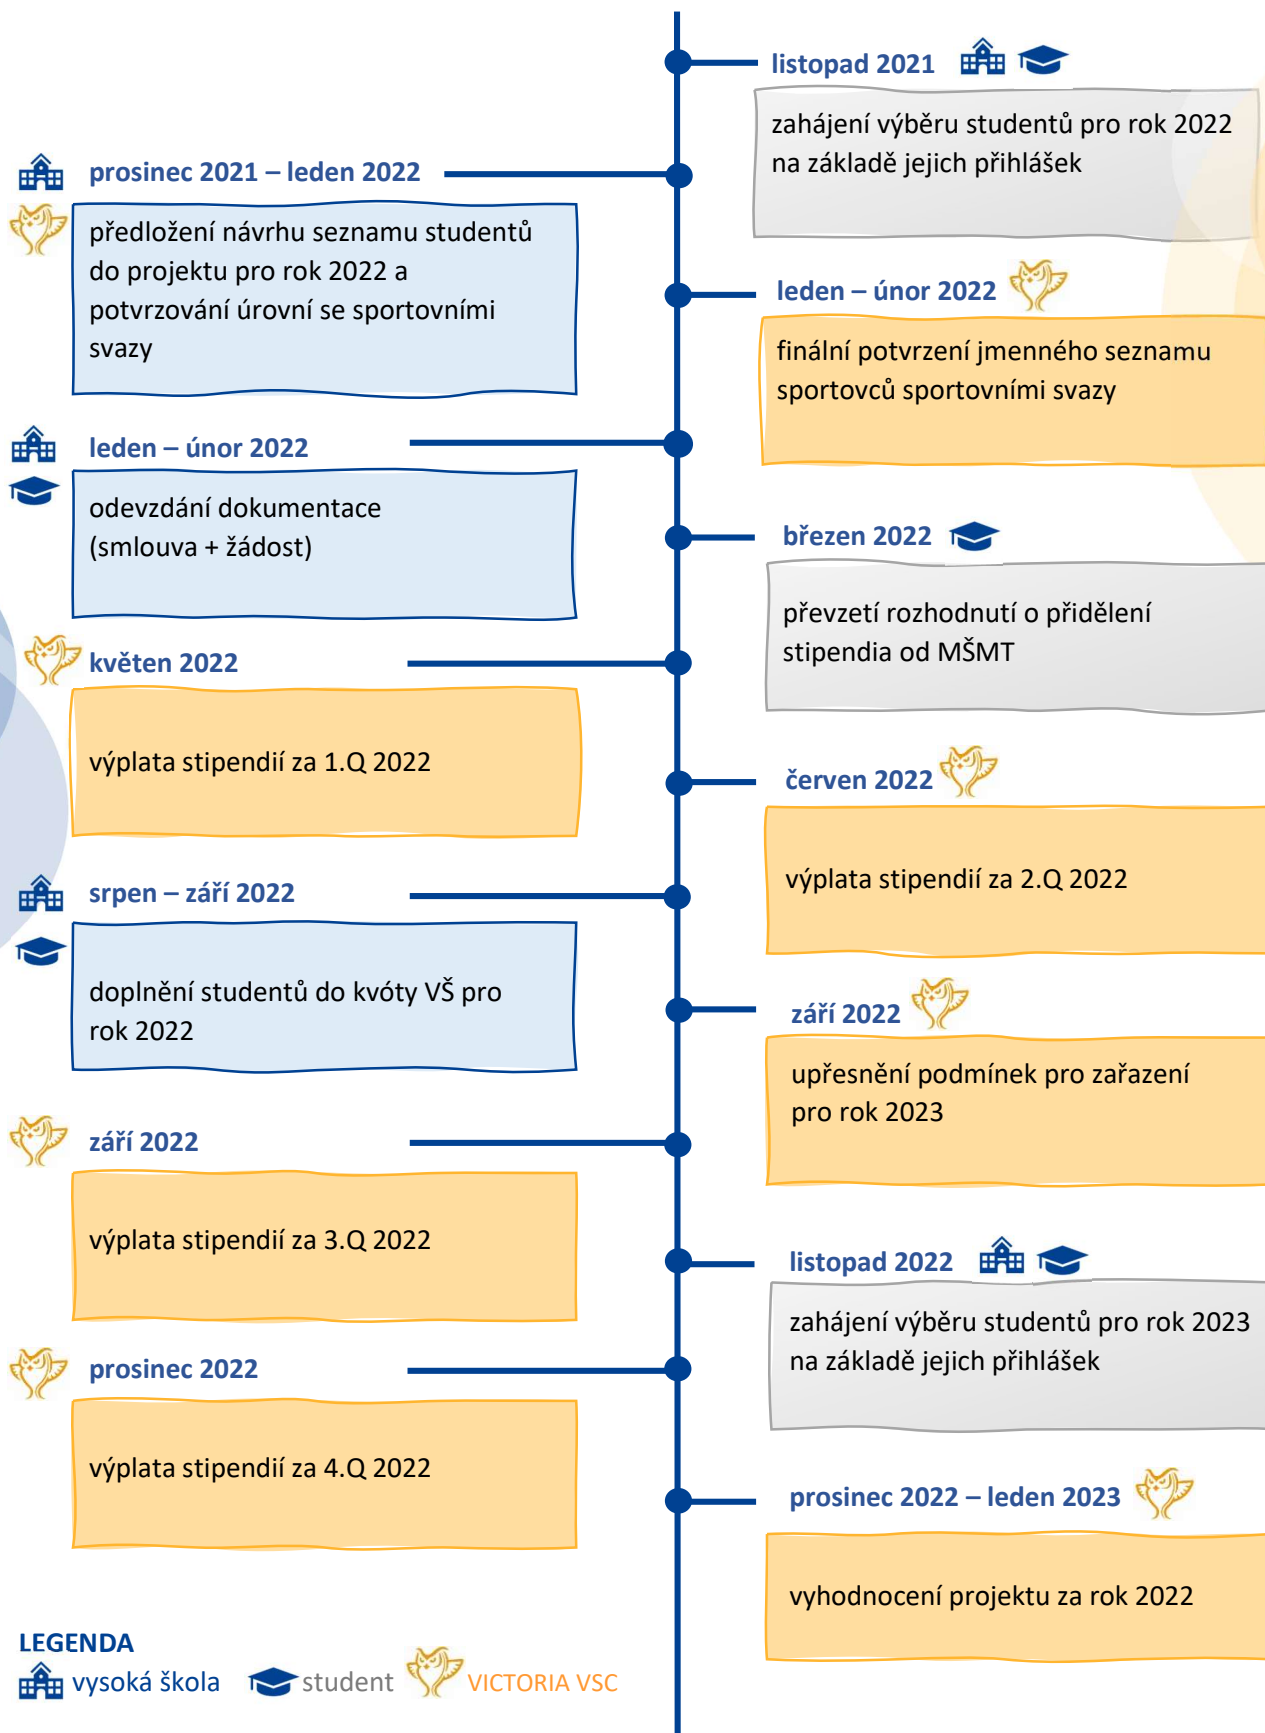 listopad 2021
zahájení výběru studentů pro rok 2022
na základě jejich přihlášek
prosinec 2021 – leden 2022
předložení návrhu seznamu studentů
do projektu pro rok 2022 a
potvrzování úrovní se sportovními
svazy
leden – únor 2022
finální potvrzení jmenného seznamu
sportovců sportovními svazy
leden – únor 2022
odevzdání dokumentace
(smlouva + žádost)
březen 2022
převzetí rozhodnutí o přidělení
stipendia od MŠMT
květen 2022
výplata stipendií za 1.Q 2022
červen 2022
výplata stipendií za 2.Q 2022
srpen – září 2022
doplnění studentů do kvóty VŠ pro
rok 2022
září 2022
upřesnění podmínek pro zařazení
pro rok 2023
září 2022
výplata stipendií za 3.Q 2022
listopad 2022
zahájení výběru studentů pro rok 2023
na základě jejich přihlášek
prosinec 2022
výplata stipendií za 4.Q 2022
prosinec 2022 – leden 2023
vyhodnocení projektu za rok 2022
LEGENDA
vysoká škola student VICTORIA VSC